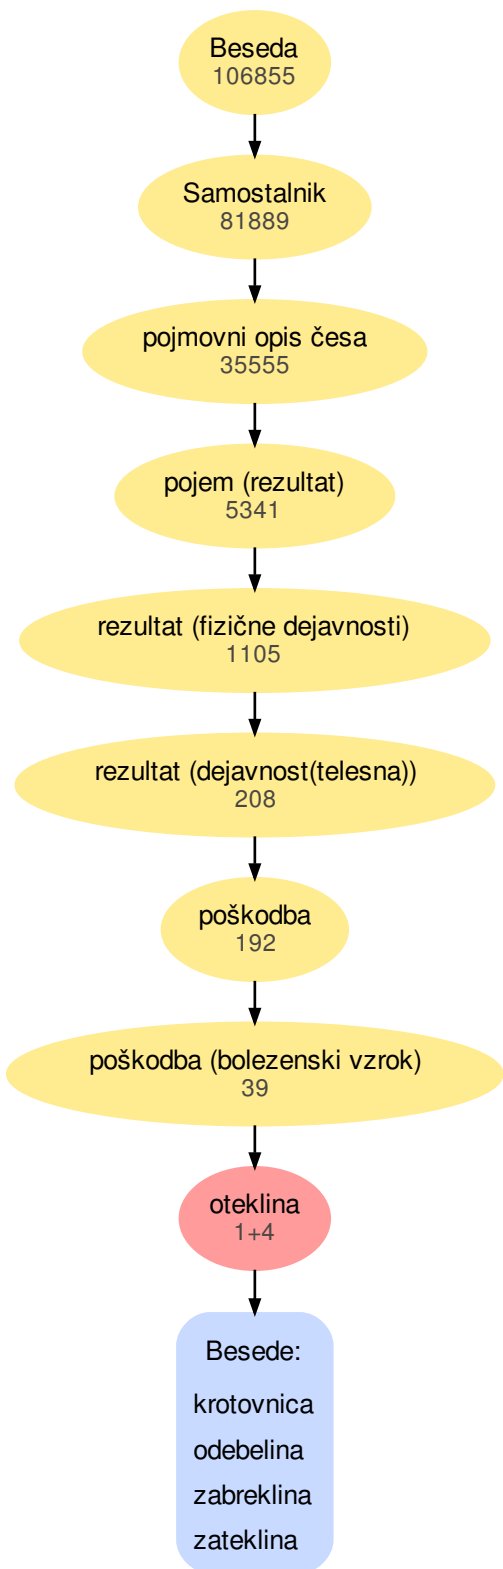 Beseda
106855
Samostalnik
81889
pojmovni opis česa
35555
pojem (rezultat)
5341
rezultat (fizične dejavnosti)
1105
rezultat (dejavnost(telesna))
208
poškodba
192
poškodba (bolezenski vzrok)
39
oteklina
1+4
Besede:
krotovnica
odebelina
zabreklina
zateklina